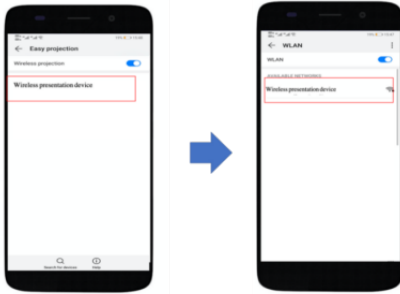 Easy projection
Wireless projection
Wireless presentation device
Search for devices
Help
WLAN
WLAN
AVAILABLE NETWORKS
Wireless presentation device